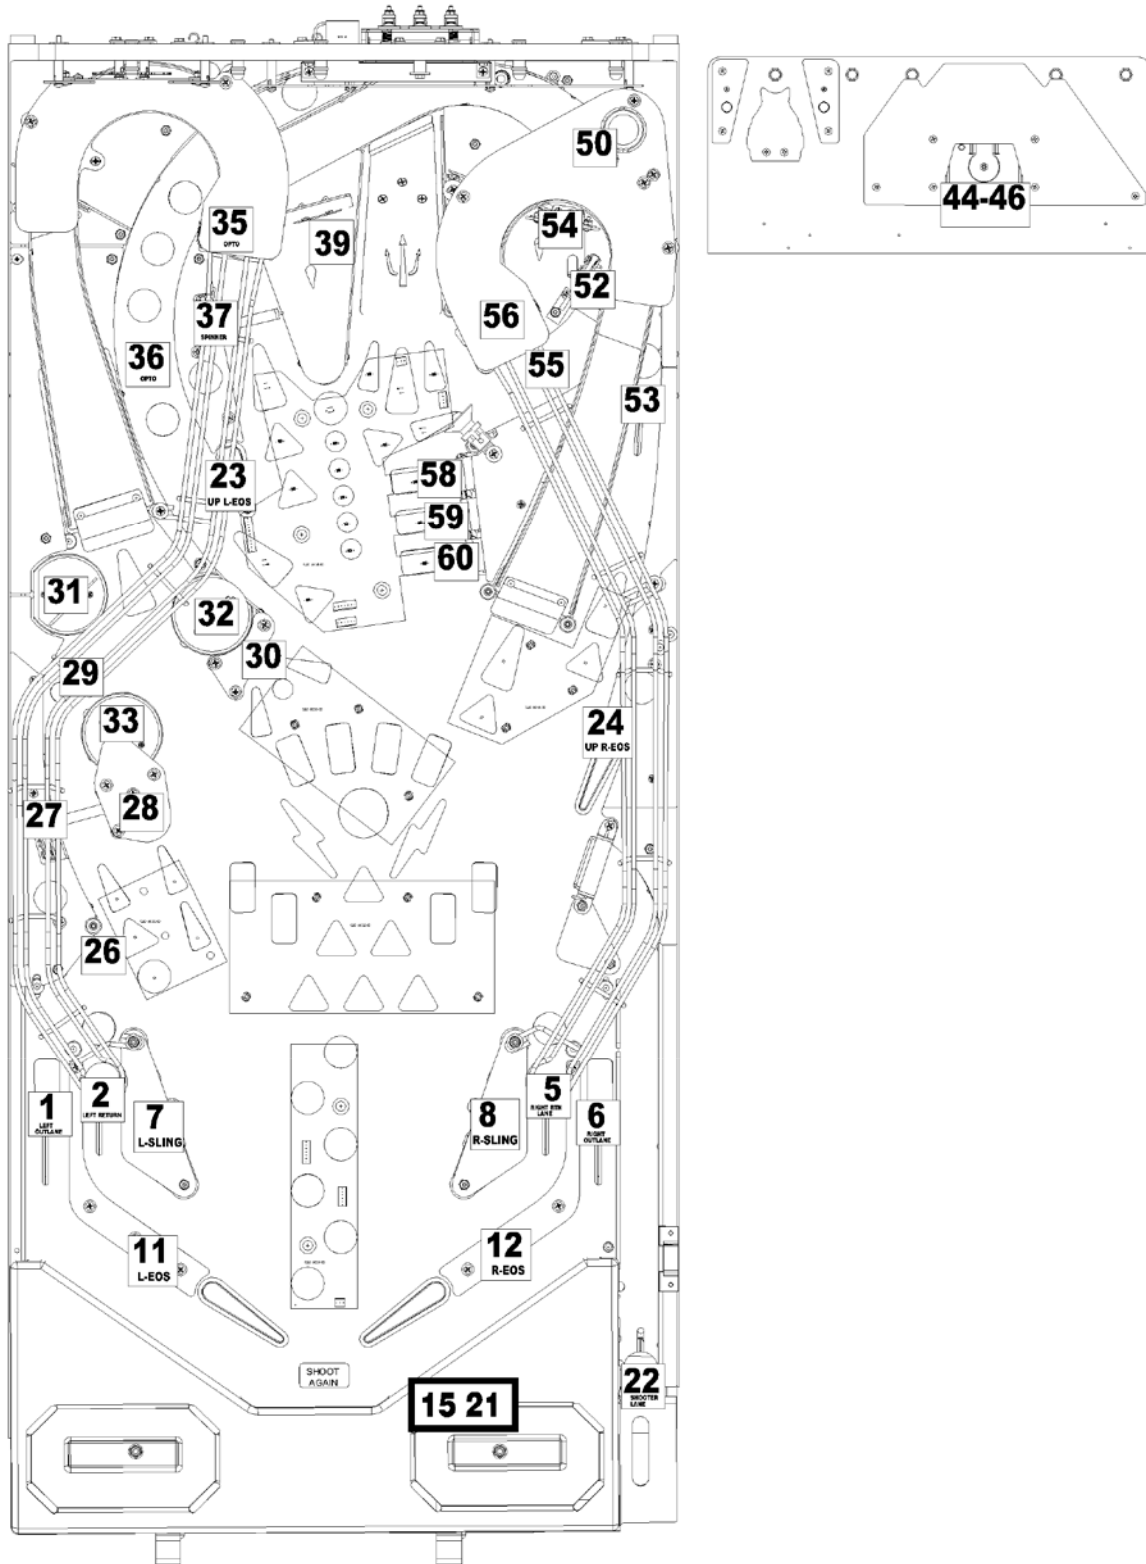 50
44-46
35
OPTO
39
54
52
37
SPINNER
56
36
OPTO
55
53
23
UP L-EOS
58
59
60
31
32
30
29
33
24
UP R-EOS
27
28
26
1
LEFT
OUTLANE
2
LEFT RETURN
7
L-SLING
8
R-SLING
5
RIGHT RTN
LANE
6
RIGHT
OUTLANE
11
L-EOS
12
R-EOS
SHOOT
AGAIN
15 21
22
SHOOTER
LANE